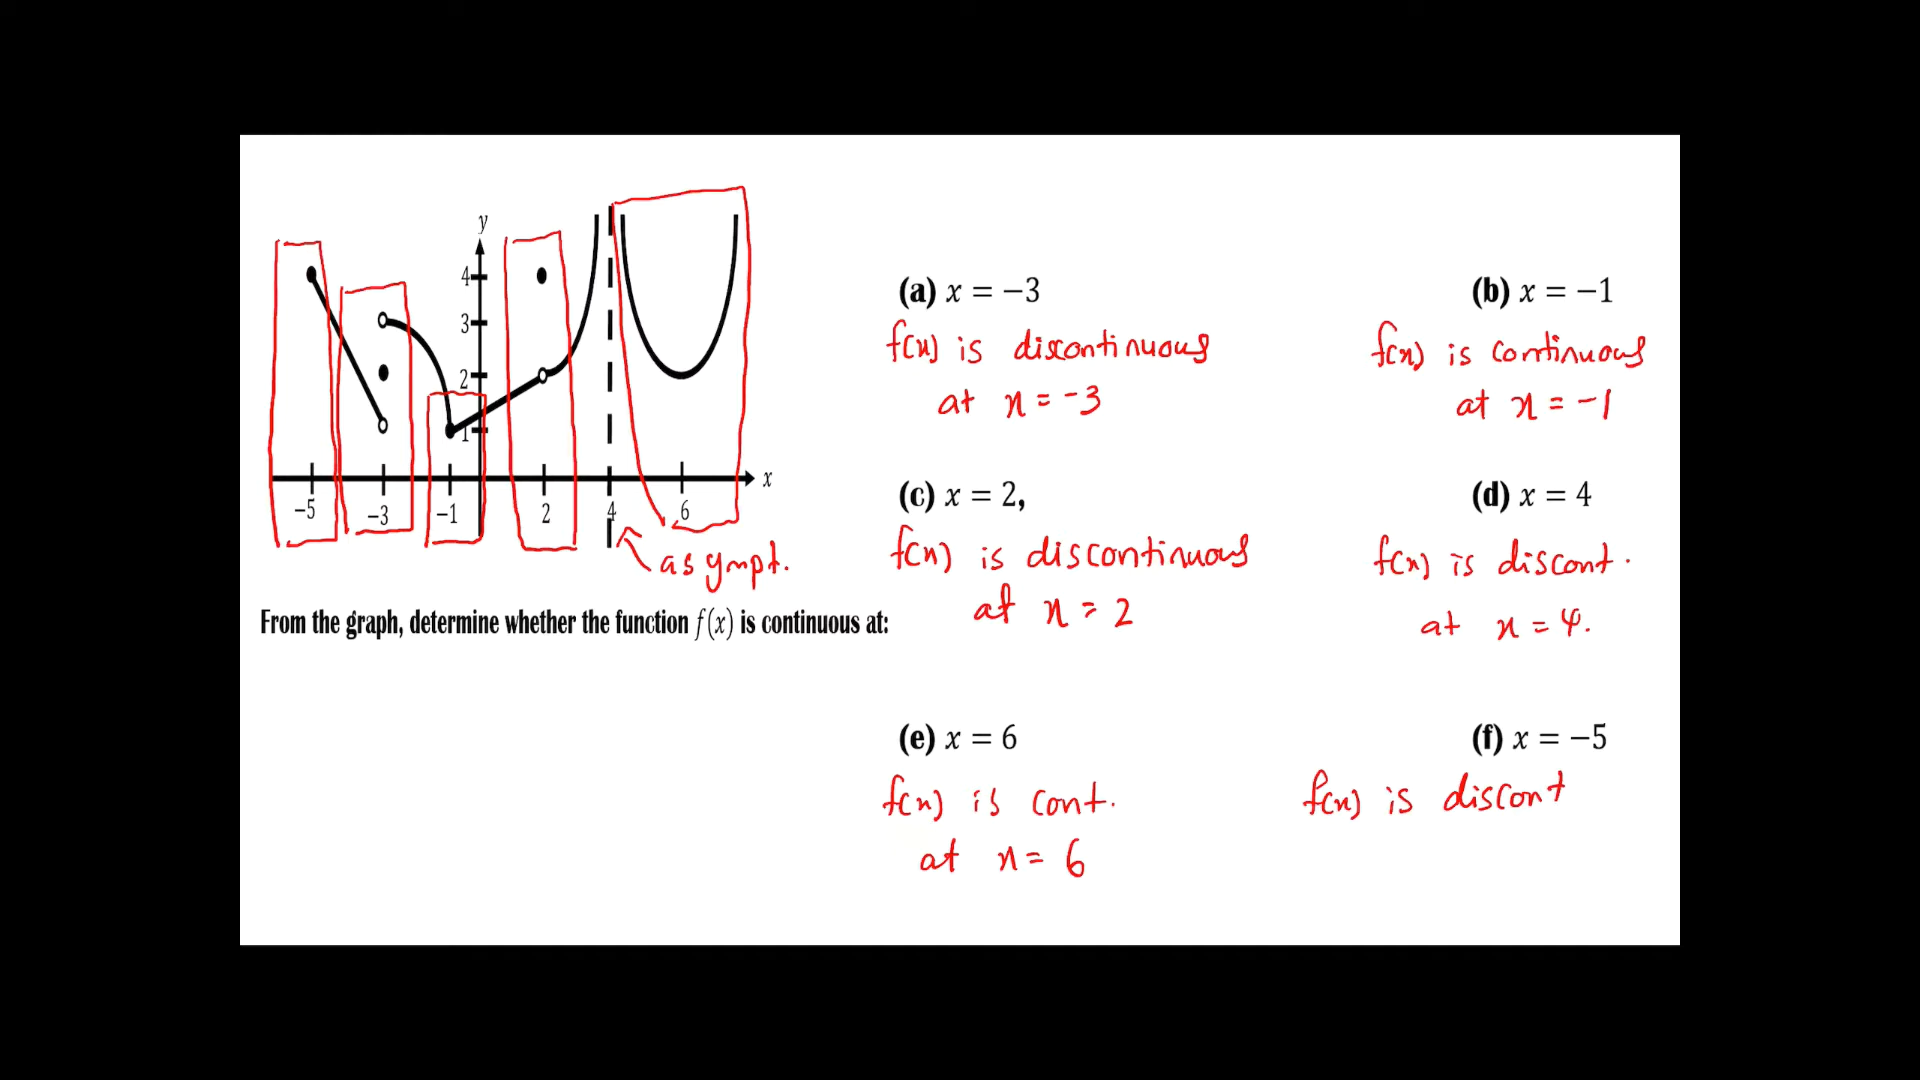 y
4
3
2
1
x
−5 −3 −1 2 4 6
asympt.
From the graph, determine whether the function f(x) is continuous at:
(a) x = −3
f(x) is discontinuous
at x = -3
(b) x = −1
f(x) is continuous
at x = -1
(c) x = 2,
f(x) is discontinuous
at x = 2
(d) x = 4
f(x) is discont.
at x = 4.
(e) x = 6
f(x) is cont.
at x = 6
(f) x = −5
f(x) is discont